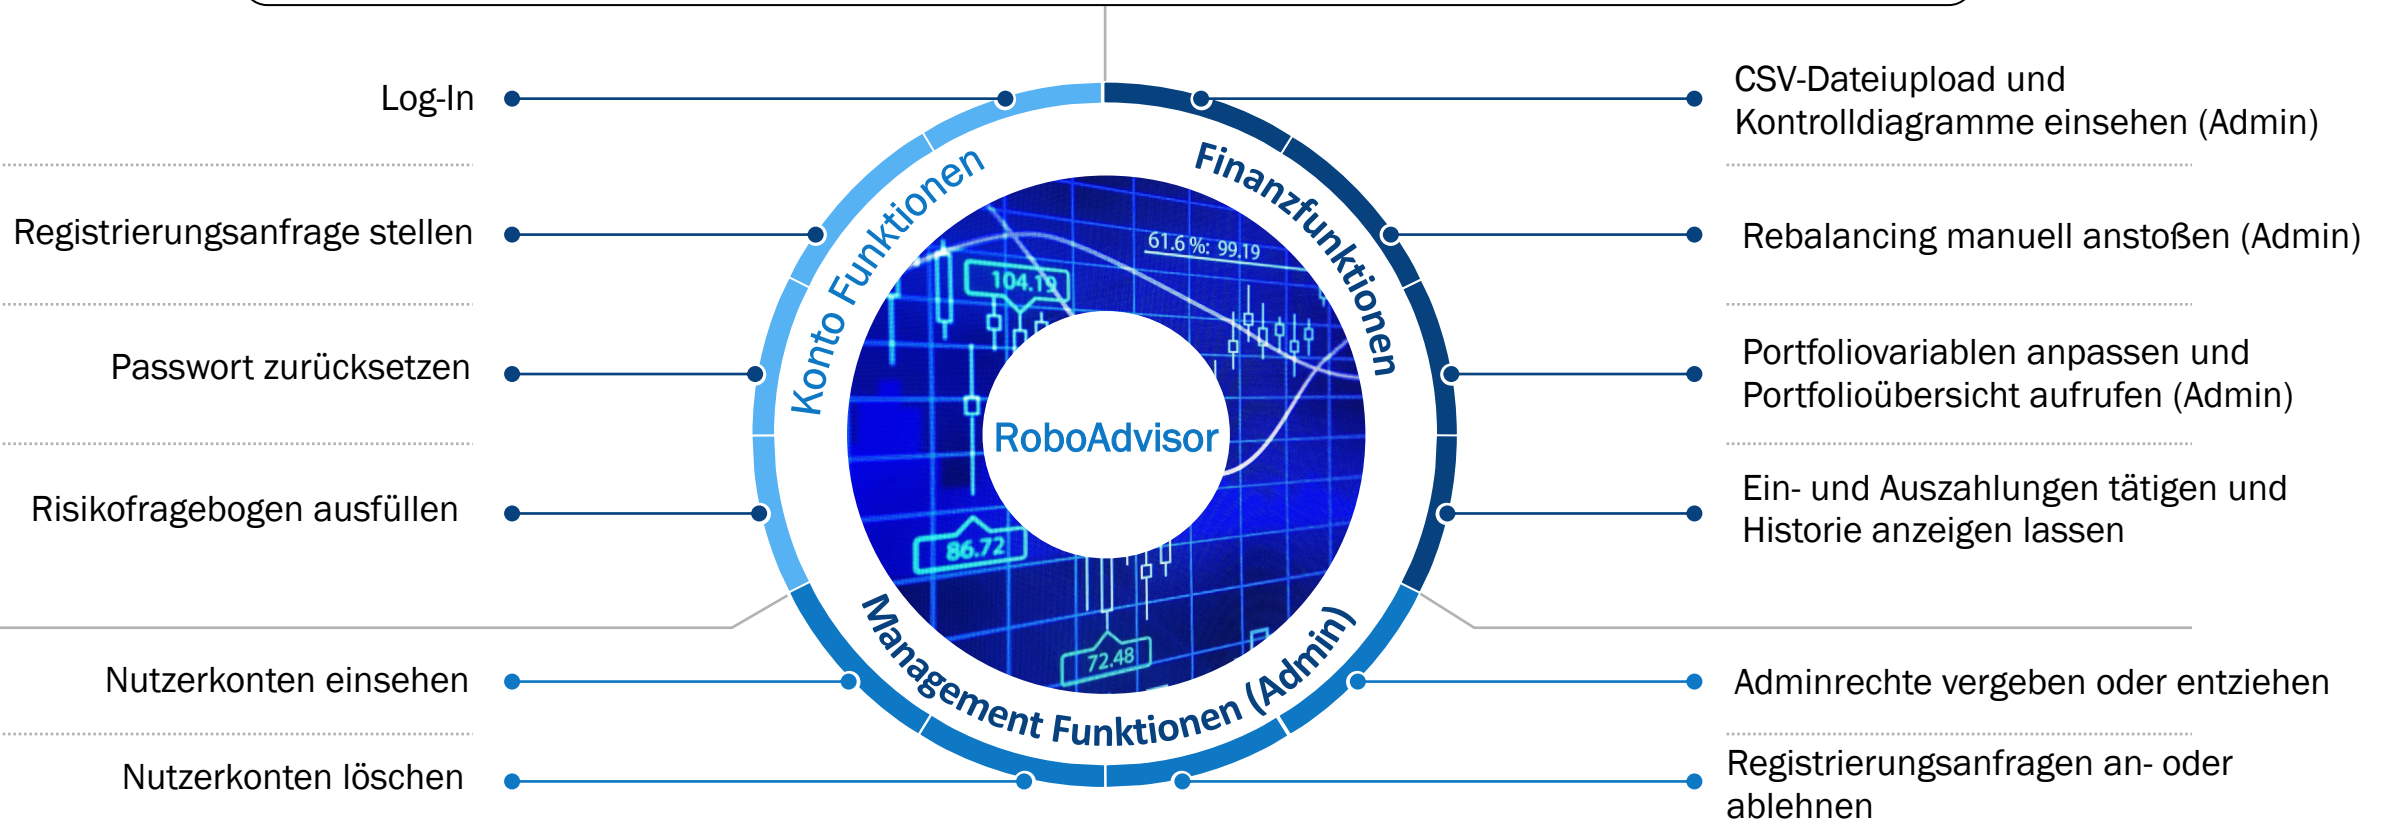 Log-In
Registrierungsanfrage stellen
Passwort zurücksetzen
Risikofragebogen ausfüllen
Nutzerkonten einsehen
Nutzerkonten löschen
Konto Funktionen
Finanzfunktionen
Management Funktionen (Admin)
61.6 %: 99.19
104.19
RoboAdvisor
86.72
72.48
CSV-Dateiupload und
Kontrolldiagramme einsehen (Admin)
Rebalancing manuell anstoßen (Admin)
Portfoliovariablen anpassen und
Portfolioübersicht aufrufen (Admin)
Ein- und Auszahlungen tätigen und
Historie anzeigen lassen
Adminrechte vergeben oder entziehen
Registrierungsanfragen an- oder
ablehnen